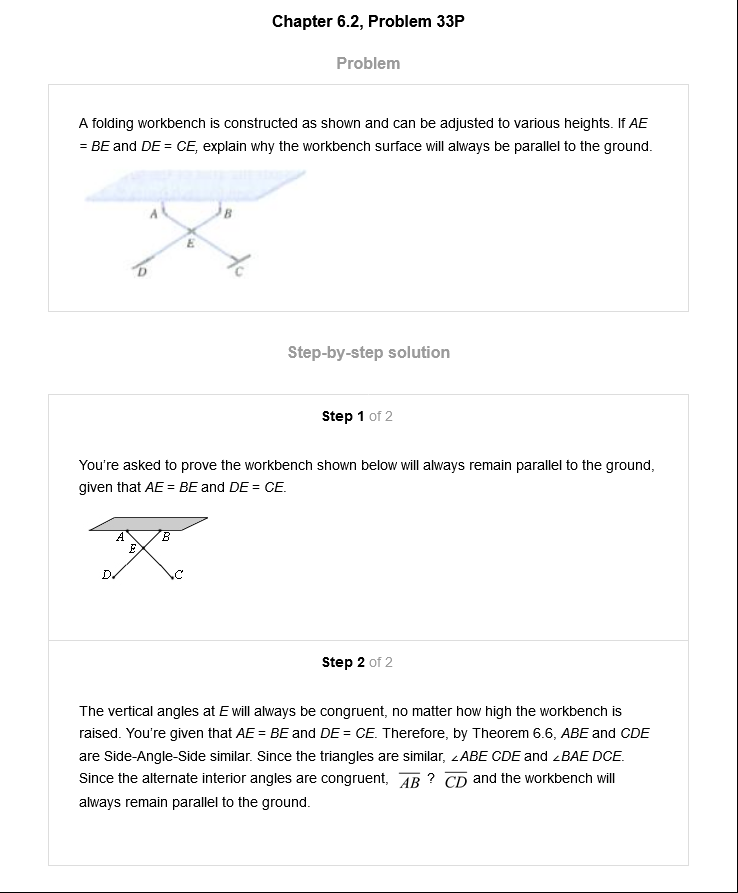 Chapter 6.2, Problem 33P
Problem
A folding workbench is constructed as shown and can be adjusted to various heights. If AE
= BE and DE = CE, explain why the workbench surface will always be parallel to the ground.
A
B
E
D
C
Step-by-step solution
Step 1 of 2
You're asked to prove the workbench shown below will always remain parallel to the ground,
given that AE = BE and DE = CE.
A
B
E
D
C
Step 2 of 2
The vertical angles at E will always be congruent, no matter how high the workbench is
raised. You're given that AE = BE and DE = CE. Therefore, by Theorem 6.6, ABE and CDE
are Side-Angle-Side similar. Since the triangles are similar, ∠ABE CDE and ∠BAE DCE.
Since the alternate interior angles are congruent, AB ? CD and the workbench will
always remain parallel to the ground.